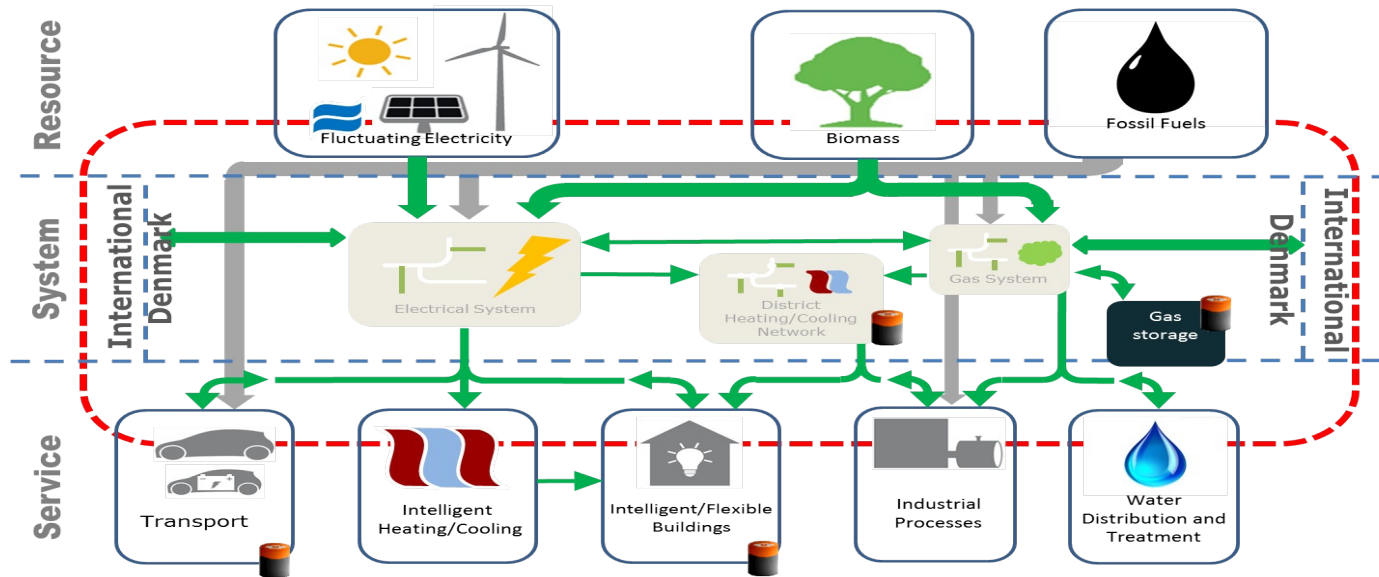 Resource
Fluctuating Electricity
Biomass
Fossil Fuels
System
International
Denmark
Electrical System
District
Heating/Cooling
Network
Gas System
Gas
storage
Denmark
International
Service
Transport
Intelligent
Heating/Cooling
Intelligent/Flexible
Buildings
Industrial
Processes
Water
Distribution and
Treatment